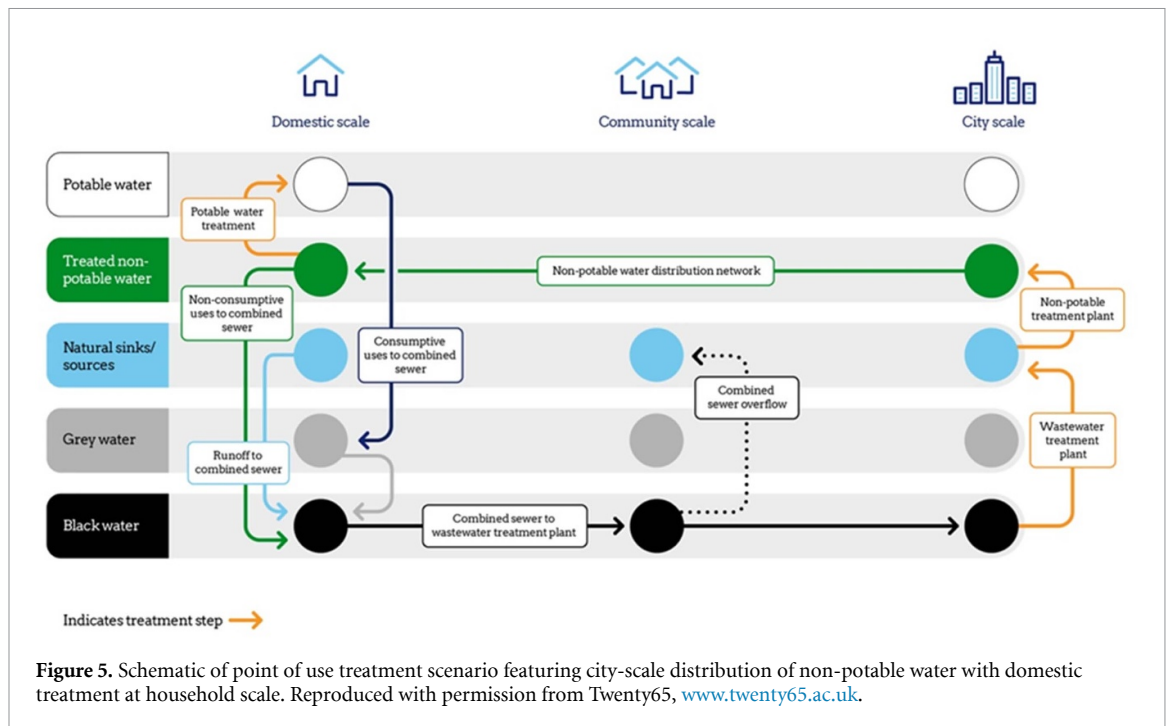 Domestic scale
Community scale
City scale
Potable water
Potable water
treatment
Treated non-
potable water
Non-potable water distribution network
Non-consumptive
uses to combined
sewer
Non-potable
treatment plant
Natural sinks/
sources
Consumptive
uses to combined
sewer
Combined
sewer overflow
Grey water
Runoff to
combined sewer
Wastewater
treatment
plant
Black water
Combined sewer to
wastewater treatment plant
Indicates treatment step
Figure 5. Schematic of point of use treatment scenario featuring city-scale distribution of non-potable water with domestic
treatment at household scale. Reproduced with permission from Twenty65, www.twenty65.ac.uk.